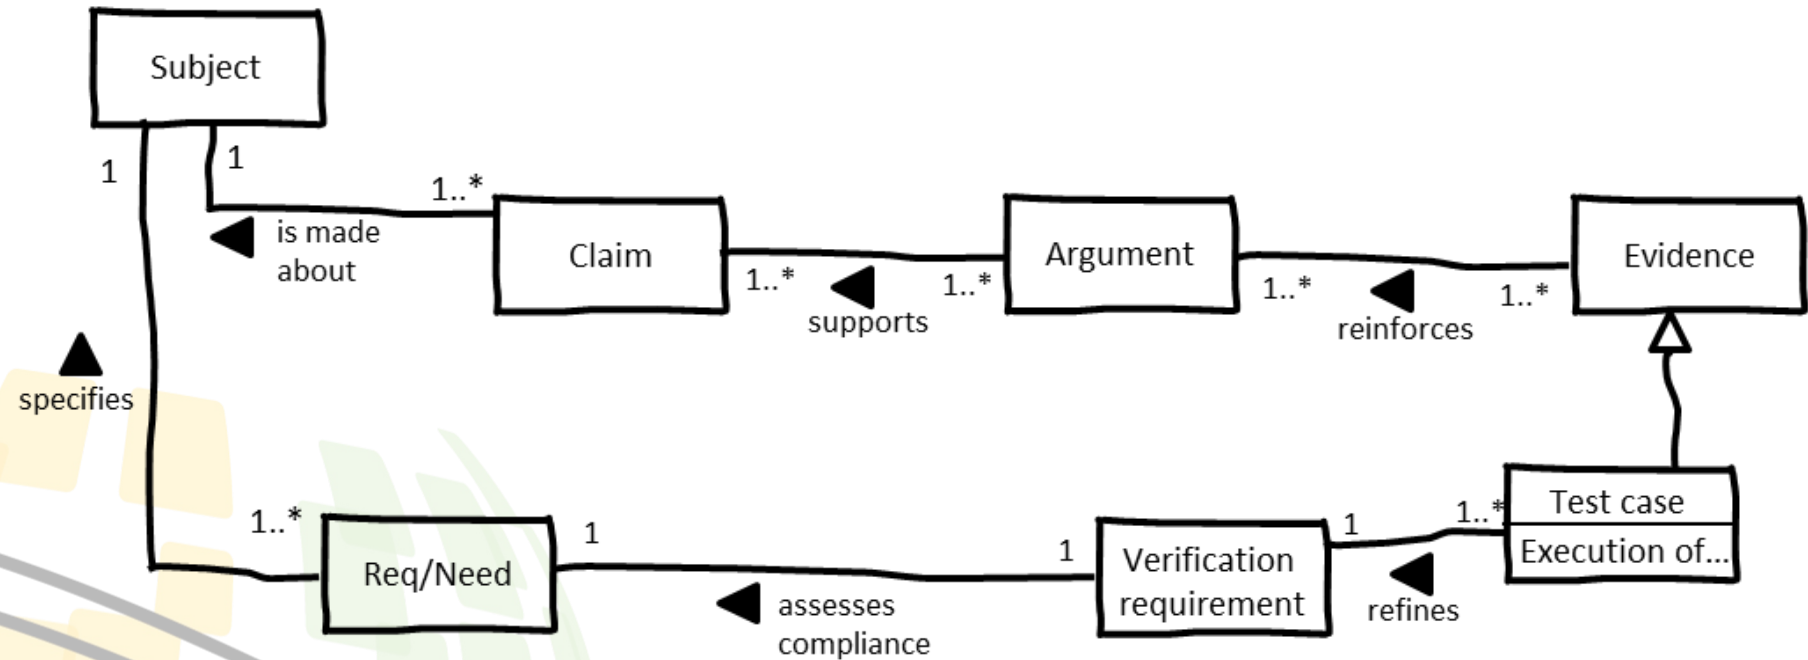 Subject
1
1
1..*
is made
about
Claim
1..*
supports
1..*
Argument
1..*
reinforces
1..*
Evidence
specifies
1..*
Req/Need
1
assesses
compliance
1
Verification
requirement
1
refines
1..*
Test case
Execution of...